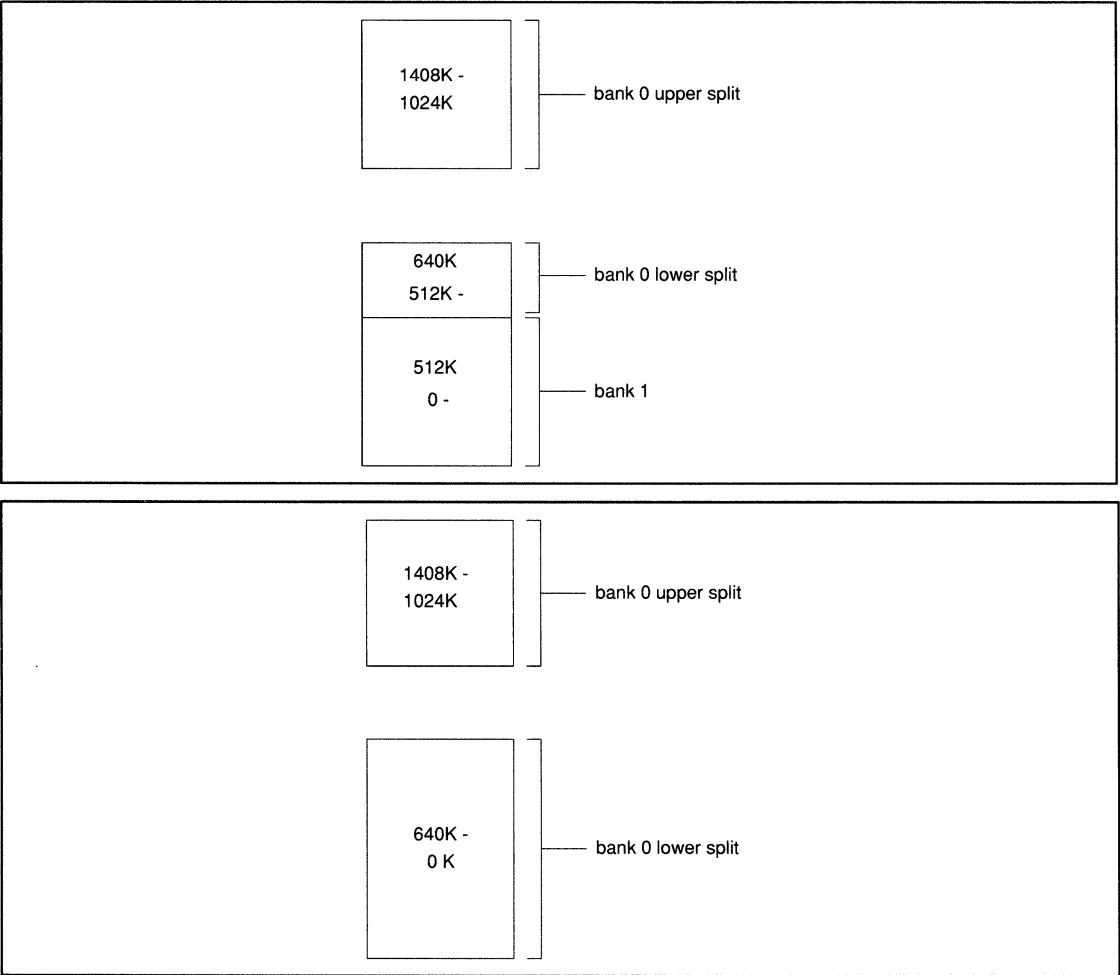 1408K -
1024K
bank 0 upper split
640K
512K -
bank 0 lower split
512K
0 -
bank 1
1408K -
1024K
bank 0 upper split
640K -
0 K
bank 0 lower split